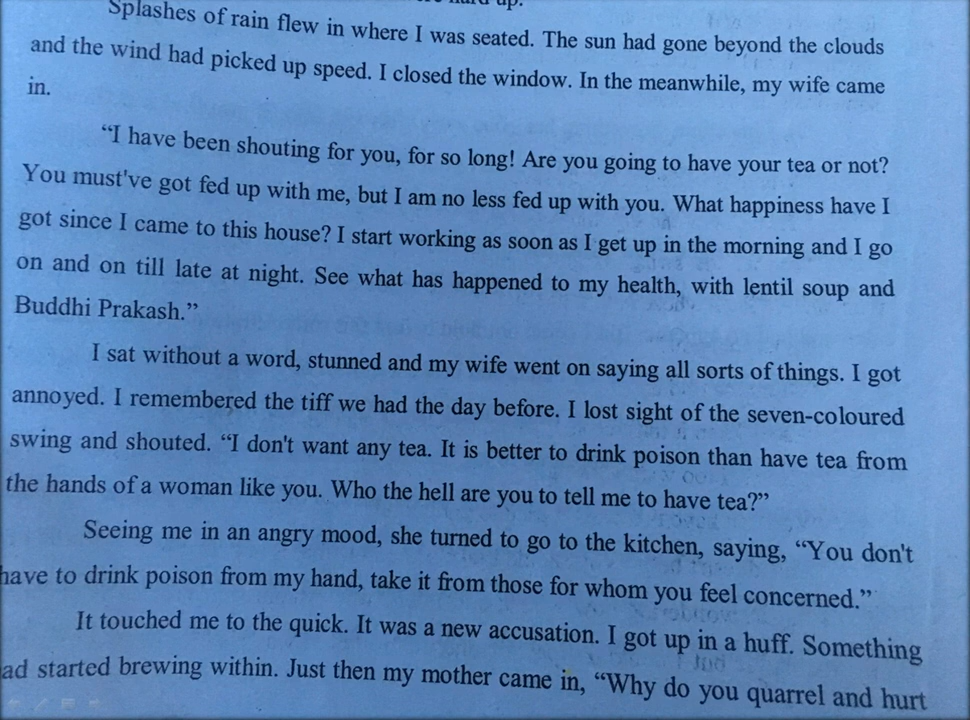 up.
Splashes of rain flew in where I was seated. The sun had gone beyond the clouds
and the wind had picked up speed. I closed the window. In the meanwhile, my wife came
in.
“I have been shouting for you, for so long! Are you going to have your tea or not?
You must've got fed up with me, but I am no less fed up with you. What happiness have I
got since I came to this house? I start working as soon as I get up in the morning and I go
on and on till late at night. See what has happened to my health, with lentil soup and
Buddhi Prakash.”
I sat without a word, stunned and my wife went on saying all sorts of things. I got
annoyed. I remembered the tiff we had the day before. I lost sight of the seven-coloured
swing and shouted. “I don't want any tea. It is better to drink poison than have tea from
the hands of a woman like you. Who the hell are you to tell me to have tea?”
Seeing me in an angry mood, she turned to go to the kitchen, saying, “You don't
have to drink poison from my hand, take it from those for whom you feel concerned.”
It touched me to the quick. It was a new accusation. I got up in a huff. Something
ad started brewing within. Just then my mother came in, “Why do you quarrel and hurt